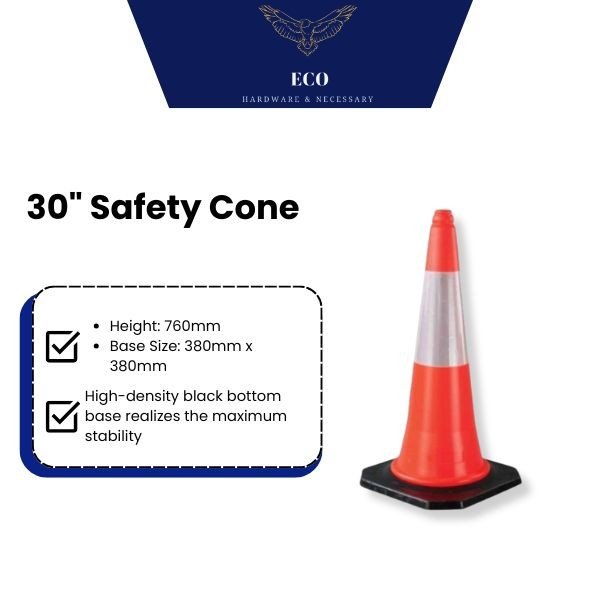 ECO
HARDWARE & NECESSARY
30" Safety Cone
• Height: 760mm
• Base Size: 380mm x
380mm
High-density black bottom
base realizes the maximum
stability